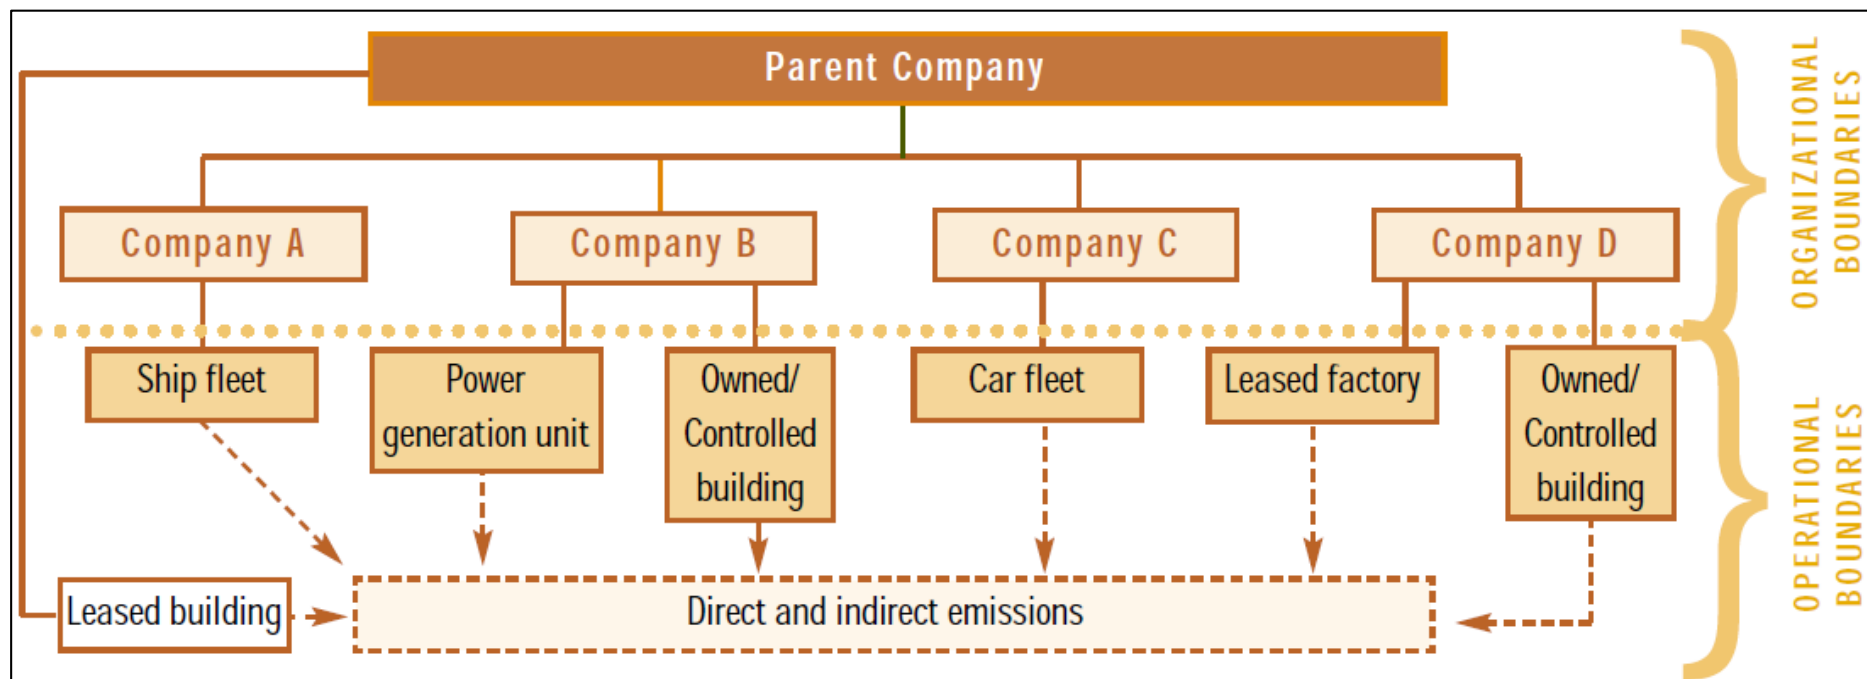 Parent Company
ORGANIZATIONAL
BOUNDARIES
Company A
Company B
Company C
Company D
Ship fleet
Power
generation unit
Owned/
Controlled
building
Car fleet
Leased factory
Owned/
Controlled
building
OPERATIONAL
BOUNDARIES
Leased building
Direct and indirect emissions